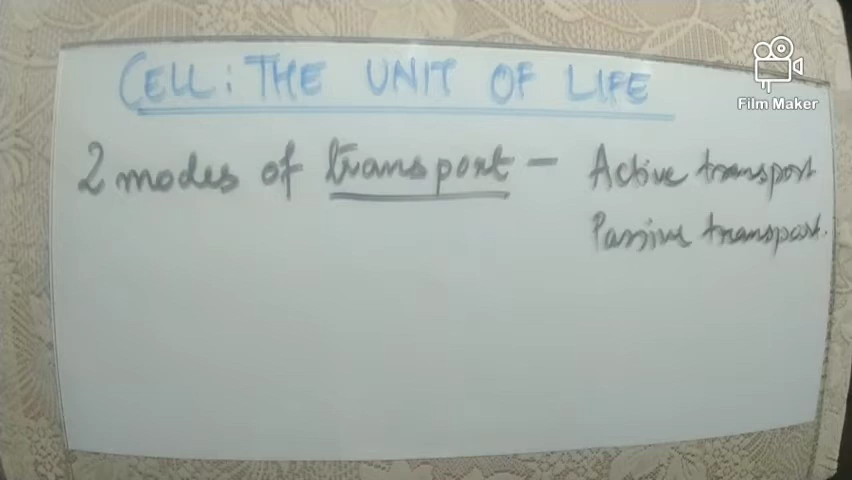 CELL: THE UNIT OF LIFE
Film Maker
2 modes of transport - Active transport
Passive transport.